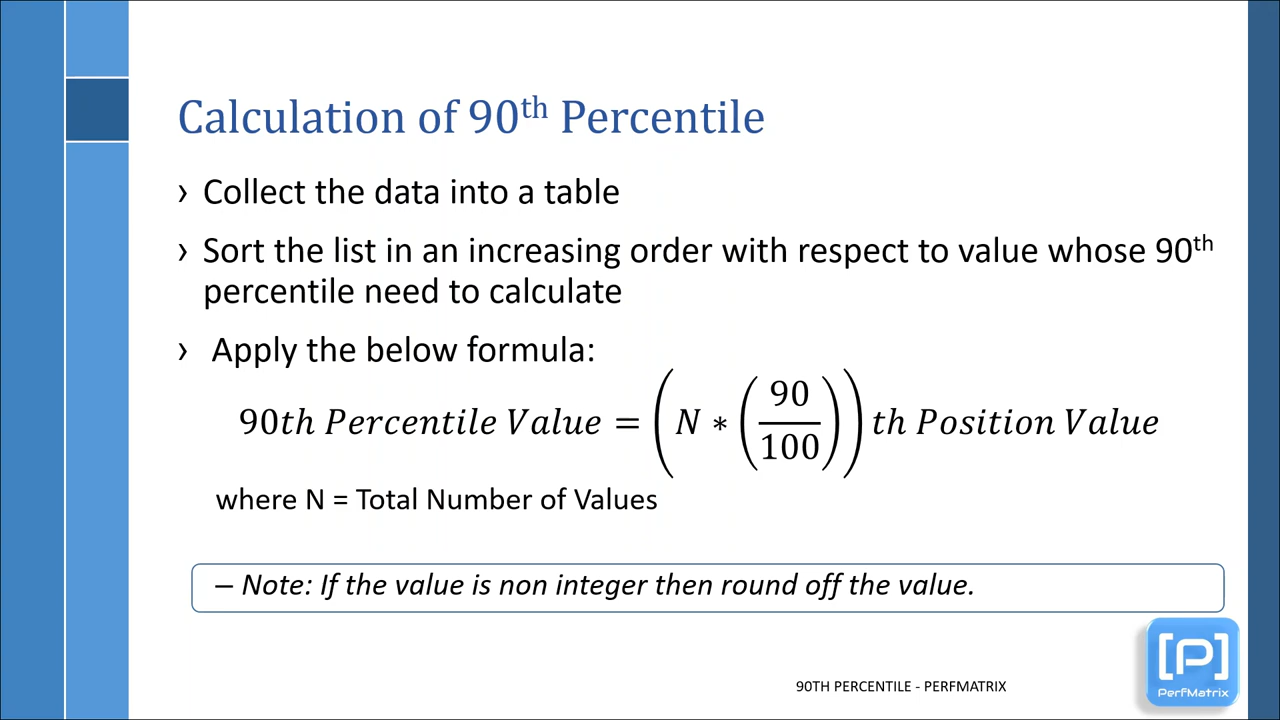 Calculation of 90th Percentile
› Collect the data into a table
› Sort the list in an increasing order with respect to value whose 90th
percentile need to calculate
› Apply the below formula:
90th Percentile Value = (N * (90/100)) th Position Value
where N = Total Number of Values
– Note: If the value is non integer then round off the value.
[P]
PerfMatrix
90TH PERCENTILE - PERFMATRIX